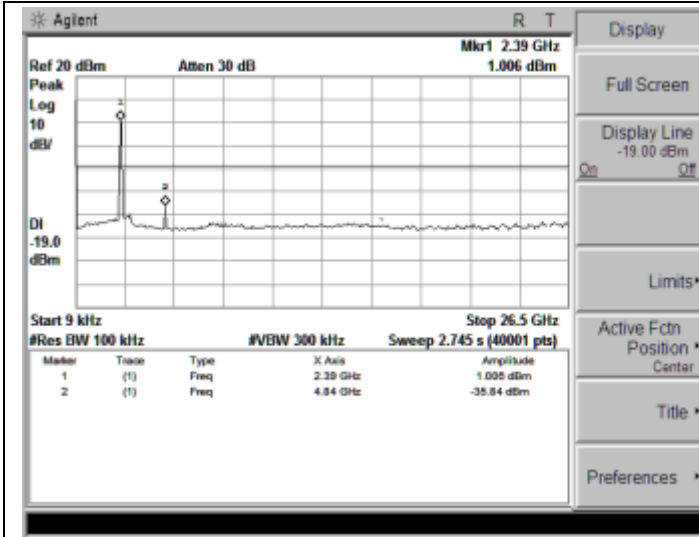 Agilent R T
Mkr1 2.39 GHz
Ref 20 dBm Atten 30 dB 1.006 dBm
Peak
Log
10
dB/
1
2
DI
-19.0
dBm
Start 9 kHz Stop 26.5 GHz
#Res BW 100 kHz #VBW 300 kHz Sweep 2.745 s (40001 pts)
Marker Trace Type X Axis Amplitude
1 (1) Freq 2.39 GHz 1.006 dBm
2 (1) Freq 4.84 GHz -35.84 dBm
Display
Full Screen
Display Line
-19.00 dBm
On Off
Limits
Active Fctn
Position
Center
Title
Preferences